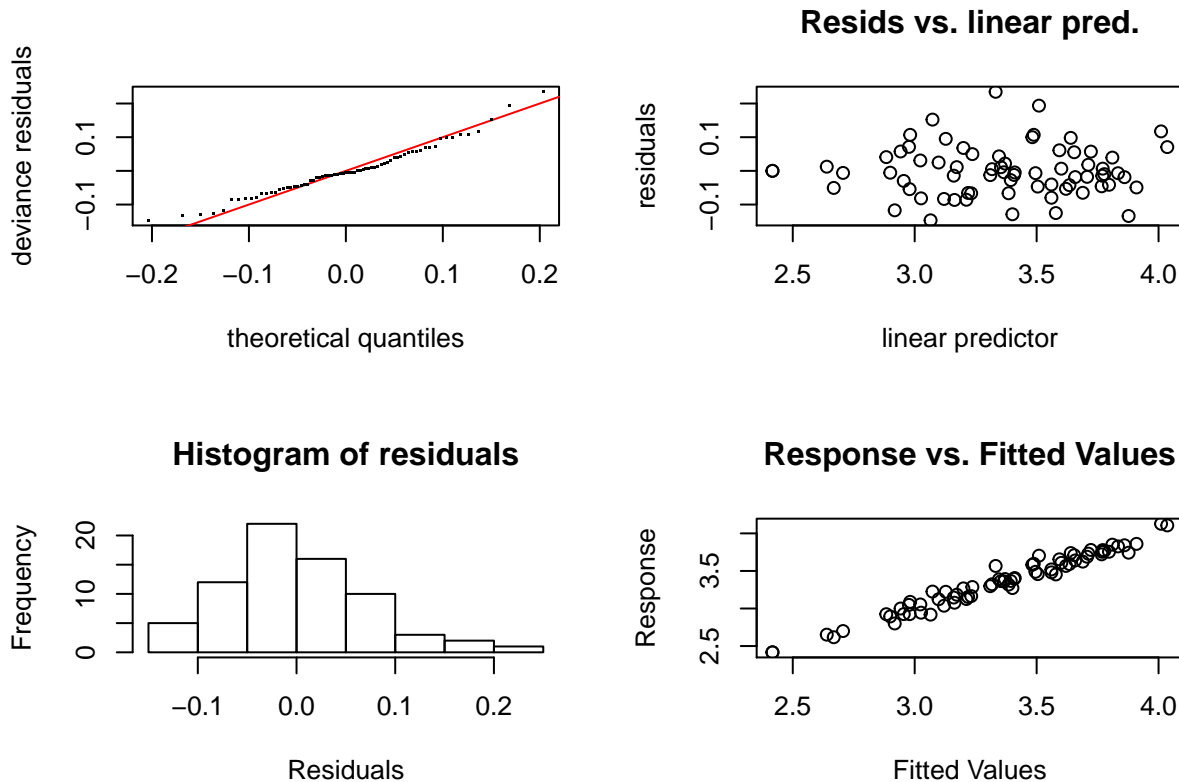 deviance residuals
−0.1
0.1
−0.2
−0.1
0.0
0.1
0.2
theoretical quantiles
Resids vs. linear pred.
residuals
−0.1
0.1
2.5
3.0
3.5
4.0
linear predictor
Histogram of residuals
Frequency
0
10
20
−0.1
0.0
0.1
0.2
Residuals
Response vs. Fitted Values
Response
2.5
3.5
2.5
3.0
3.5
4.0
Fitted Values